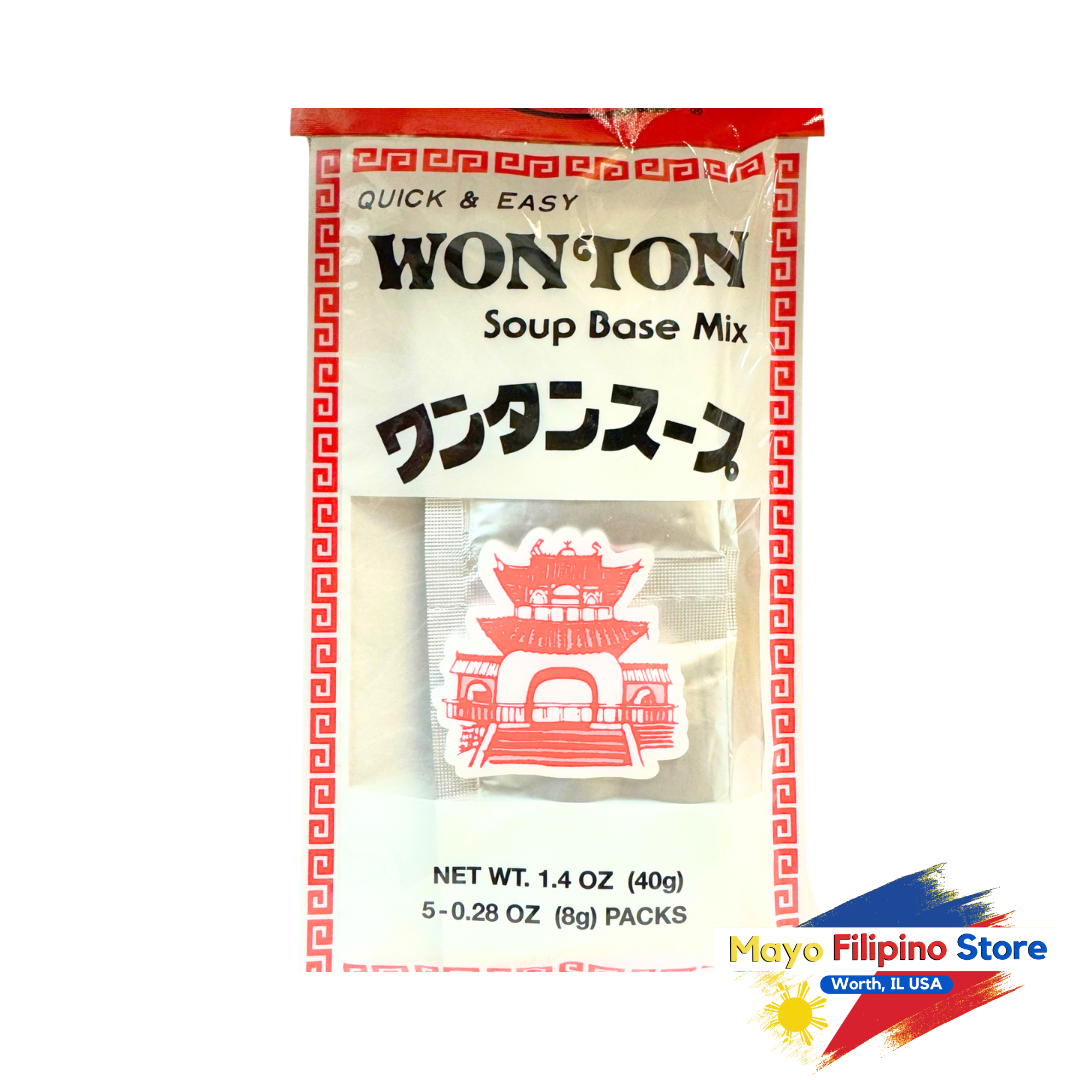 QUICK & EASY
WON TON
Soup Base Mix
ワンタンスープ
NET WT. 1.4 OZ (40g)
5-0.28 OZ (8g) PACKS
Mayo Filipino Store
Worth, IL USA